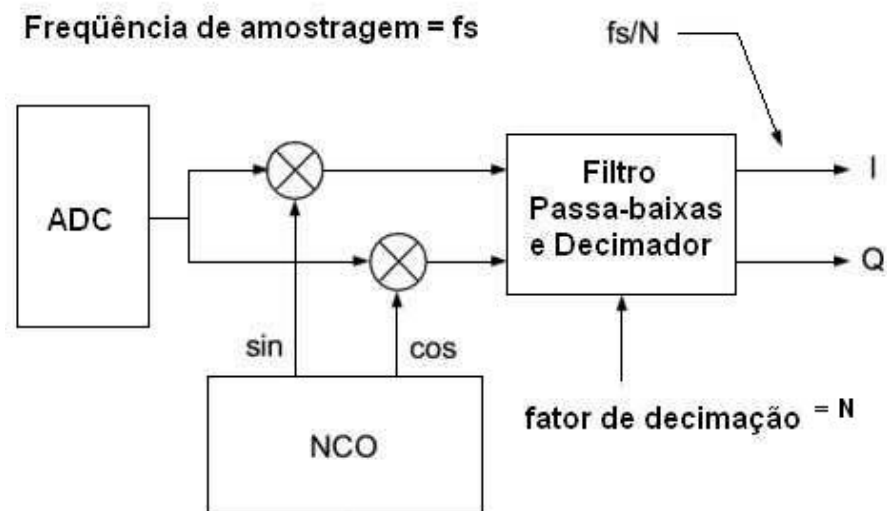 Freqüência de amostragem = fs
fs/N
ADC
Filtro
Passa-baixas
e Decimador
I
Q
sin
cos
NCO
fator de decimação = N